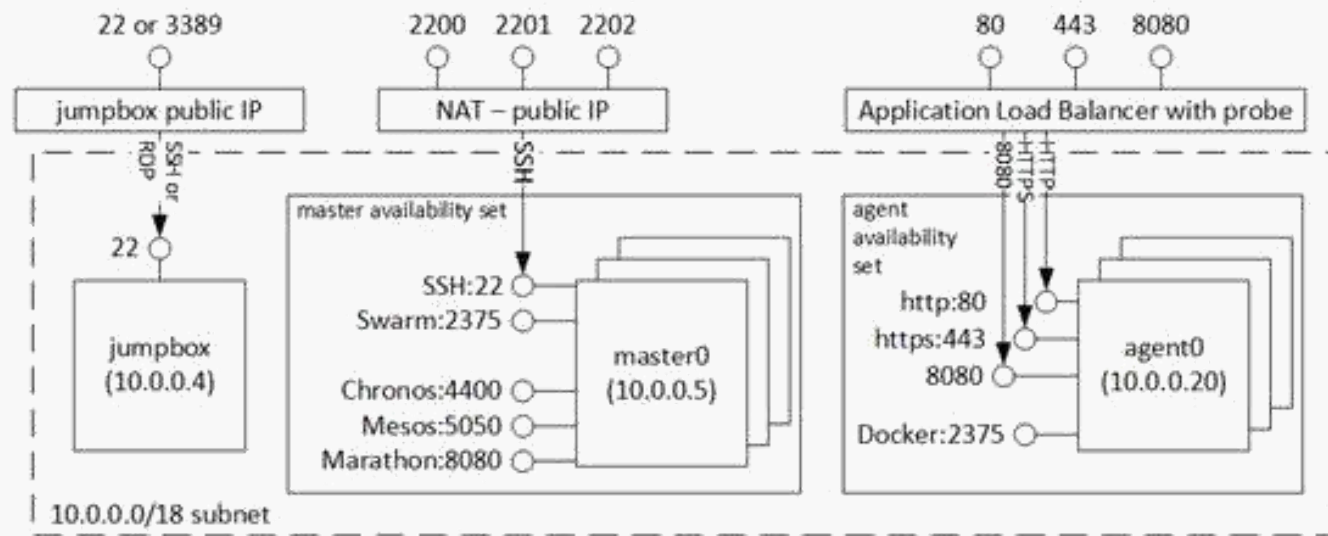 22 or 3389
2200 2201 2202
80 443 8080
jumpbox public IP
NAT – public IP
Application Load Balancer with probe
SSH or
RDP
SSH
8080
HTTPS
HTTP
master availability set
agent
availability
set
22
SSH:22
Swarm:2375
Chronos:4400
Mesos:5050
Marathon:8080
http:80
https:443
8080
Docker:2375
jumpbox
(10.0.0.4)
master0
(10.0.0.5)
agent0
(10.0.0.20)
10.0.0.0/18 subnet